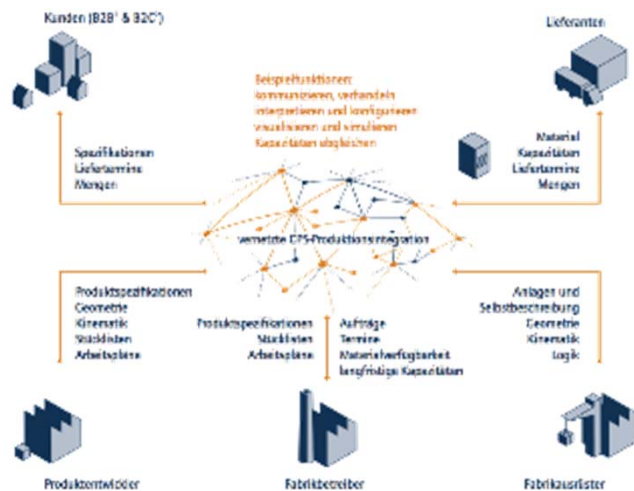 Kunden (B2B¹ & B2C²)
Lieferanten
Beispielfunktionen:
kommunizieren, verhandeln
interpretieren und konfigurieren
visualisieren und simulieren
Kapazitäten abgleichen
Spezifikationen
Liefertermine
Mengen
Material
Kapazitäten
Liefertermine
Mengen
vernetzte CPS-Produktionsintegration
Produktspezifikationen
Geometrie
Kinematik
Stücklisten
Arbeitspläne
Produktspezifikationen
Stücklisten
Arbeitspläne
Aufträge
Termine
Materialverfügbarkeit
langfristige Kapazitäten
Anlagen und
Selbstbeschreibung
Geometrie
Kinematik
Logik
Produktentwickler
Fabrikbetreiber
Fabrikausrüster